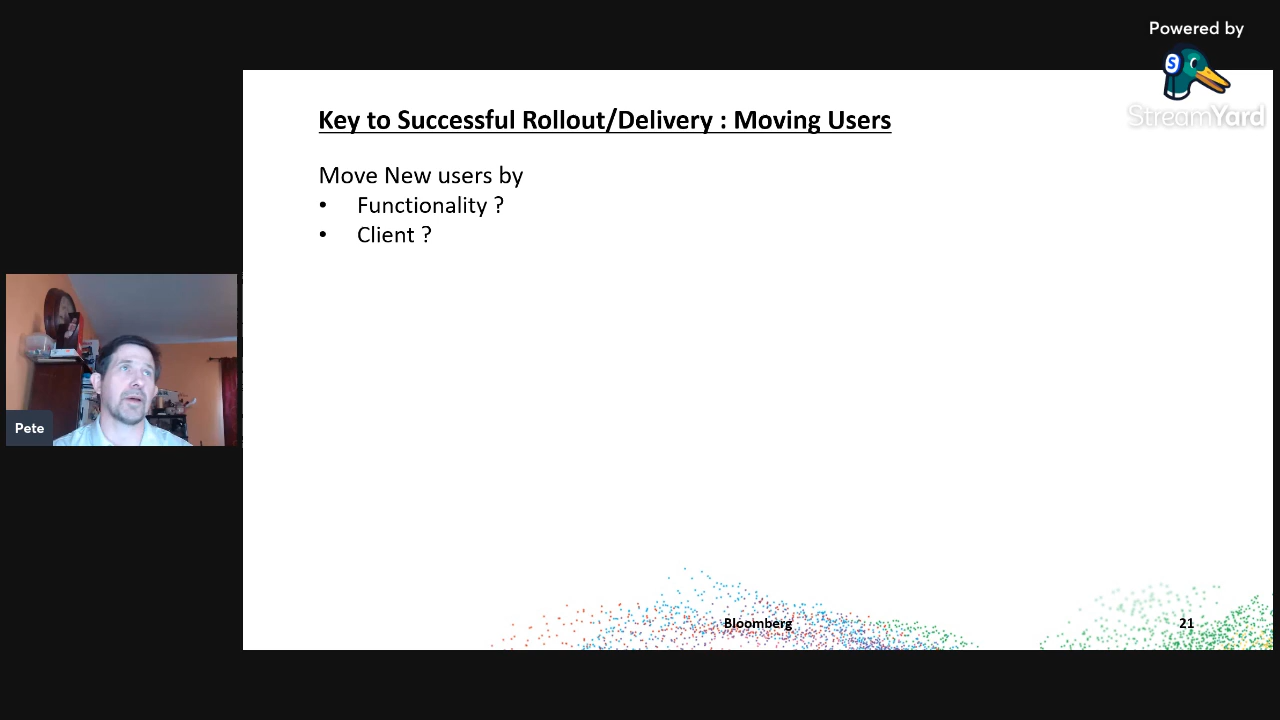 Powered by
StreamYard
Key to Successful Rollout/Delivery : Moving Users
Move New users by
• Functionality ?
• Client ?
Pete
Bloomberg
21